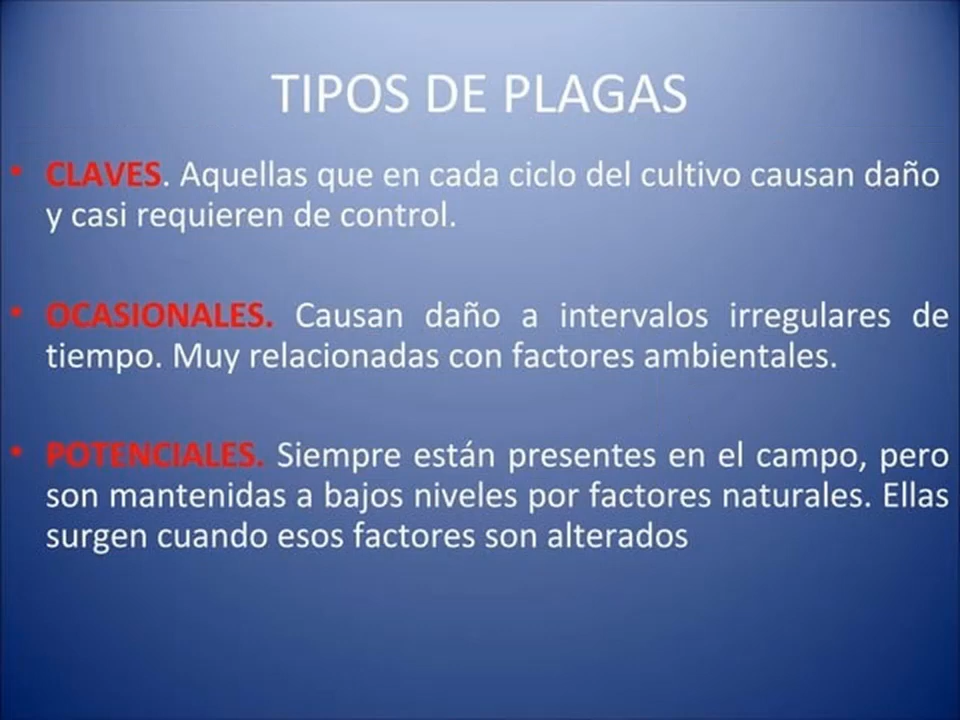 TIPOS DE PLAGAS
• CLAVES. Aquellas que en cada ciclo del cultivo causan daño
y casi requieren de control.
• OCASIONALES. Causan daño a intervalos irregulares de
tiempo. Muy relacionadas con factores ambientales.
• POTENCIALES. Siempre están presentes en el campo, pero
son mantenidas a bajos niveles por factores naturales. Ellas
surgen cuando esos factores son alterados